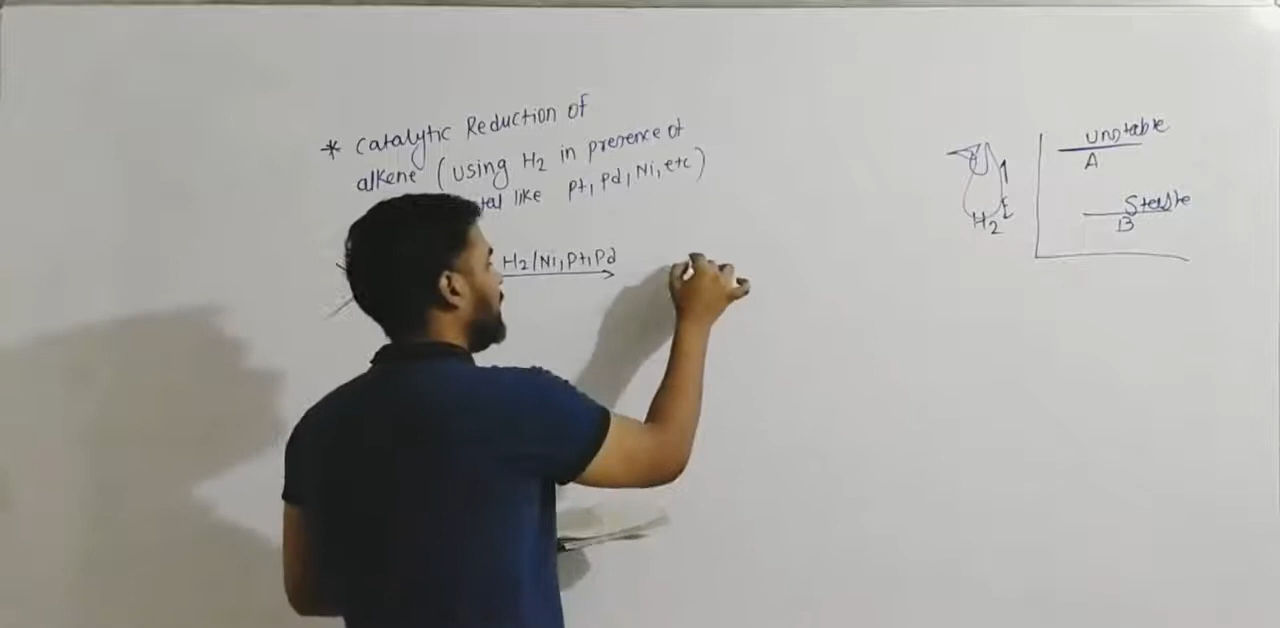 * Catalytic Reduction of
alkene (using H2 in presence of
like Pt, Pd, Ni, etc)
H2/Ni, Pt, Pd
H2
Unstable
A
Stable
B